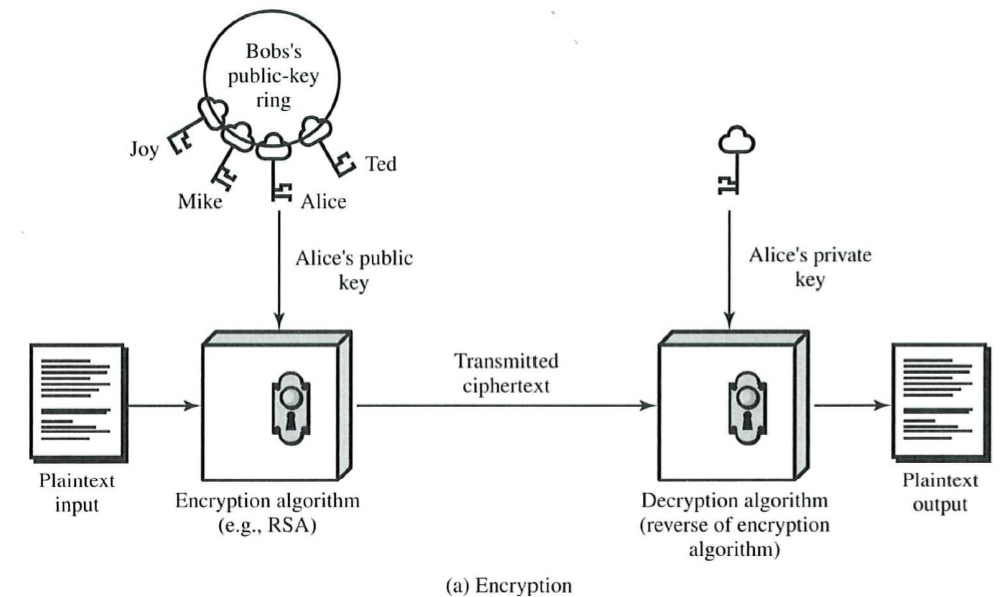 Bobs's
public-key
ring
Joy
Mike
Alice
Ted
Alice's public
key
Alice's private
key
Transmitted
ciphertext
Plaintext
input
Encryption algorithm
(e.g., RSA)
Decryption algorithm
(reverse of encryption
algorithm)
Plaintext
output
(a) Encryption